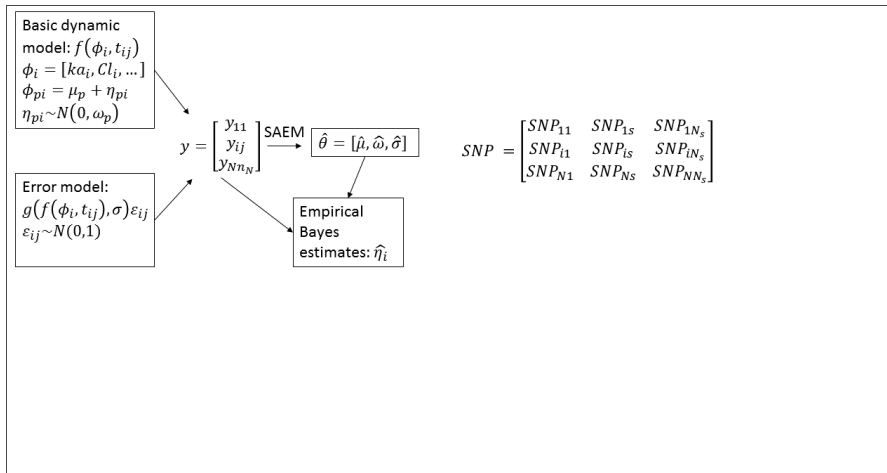 Basic dynamic
model: f(ϕ_i, t_ij)
ϕ_i = [ka_i, Cl_i, …]
ϕ_pi = μ_p + η_pi
η_pi~N(0, ω_p)
Error model:
g(f(ϕ_i, t_ij), σ)ε_ij
ε_ij~N(0,1)
y = [y_11
y_ij
y_Nn_N]
SAEM
θ̂ = [μ̂, ω̂, σ̂]
Empirical
Bayes
estimates: η̂_i
SNP = [SNP_11 SNP_1s SNP_1N_s
SNP_i1 SNP_is SNP_iN_s
SNP_N1 SNP_Ns SNP_NN_s]